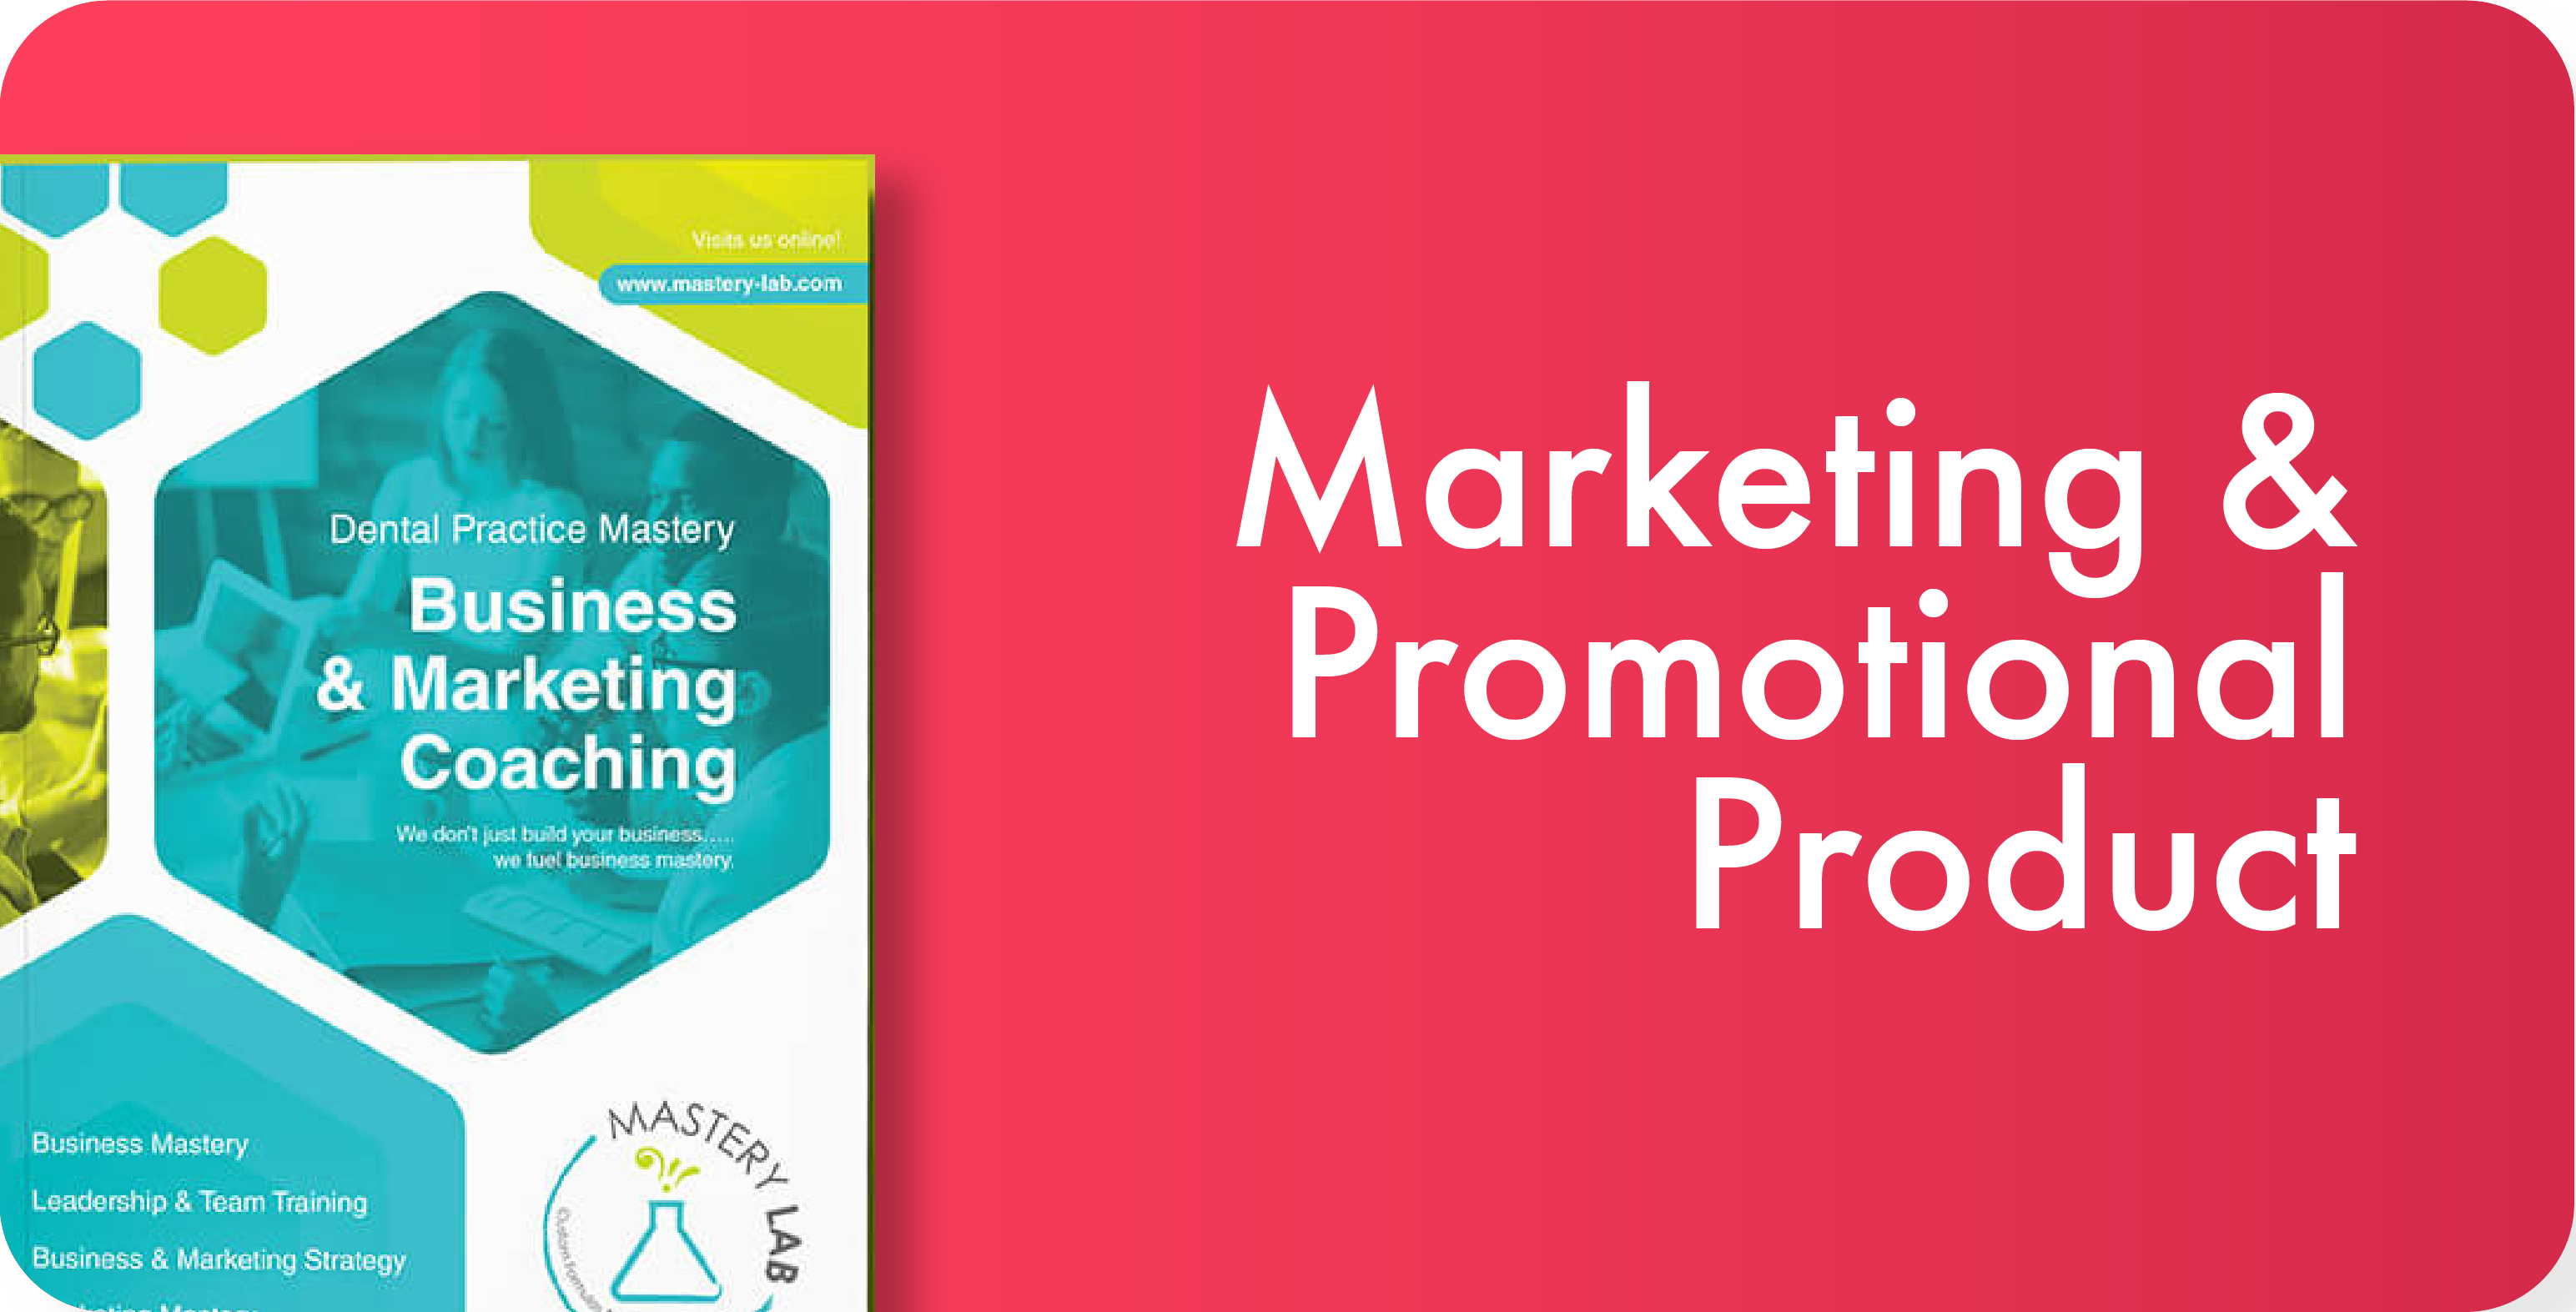 Visits us online!
www.mastery-lab.com
Dental Practice Mastery
Business
& Marketing
Coaching
We don't just build your business.....
we fuel business mastery.
Business Mastery
Leadership & Team Training
Business & Marketing Strategy
MASTERY LAB
Marketing &
Promotional
Product